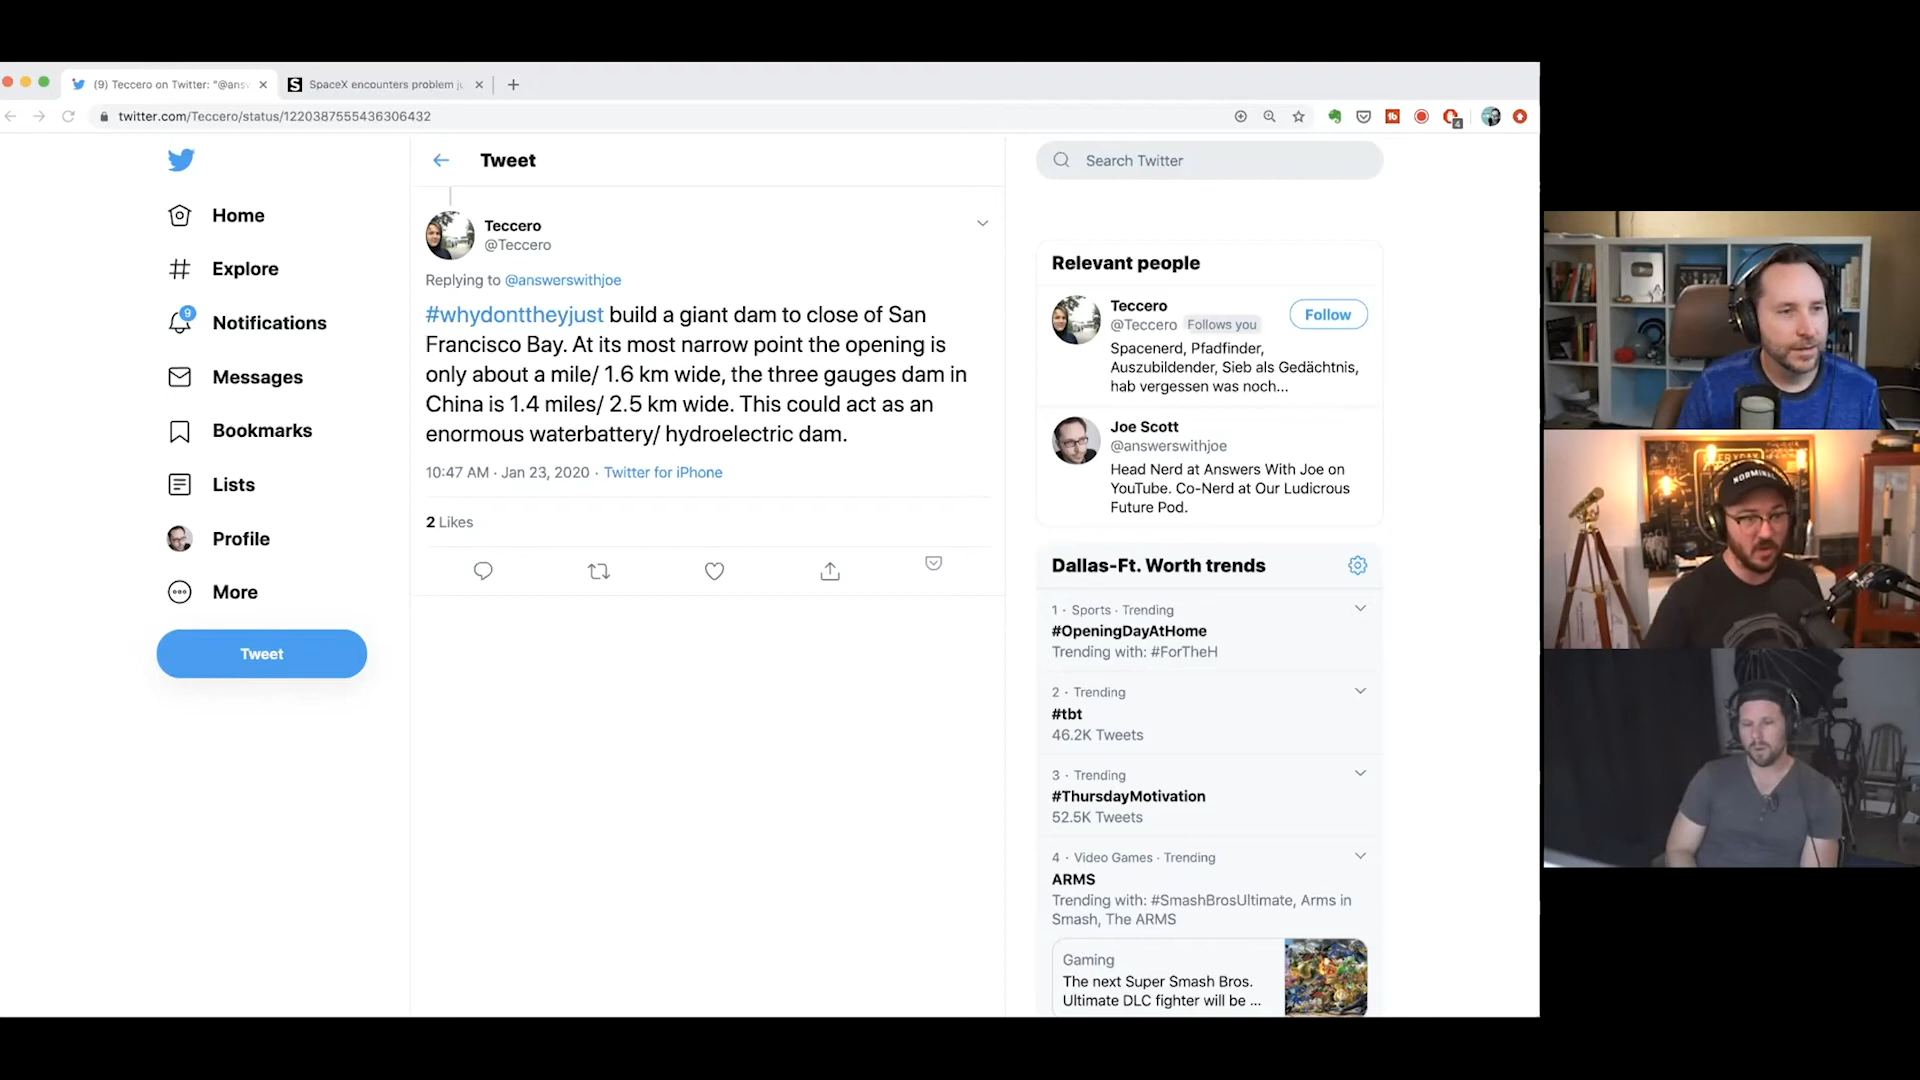 (9) Teccero on Twitter: "@answ
SpaceX encounters problem ju
twitter.com/Teccero/status/1220387555436306432
4
Home
Explore
9
Notifications
Messages
Bookmarks
Lists
Profile
More
Tweet
Tweet
Teccero
@Teccero
Replying to @answerswithjoe
#whydonttheyjust build a giant dam to close of San
Francisco Bay. At its most narrow point the opening is
only about a mile/ 1.6 km wide, the three gauges dam in
China is 1.4 miles/ 2.5 km wide. This could act as an
enormous waterbattery/ hydroelectric dam.
10:47 AM · Jan 23, 2020 · Twitter for iPhone
2 Likes
Search Twitter
Relevant people
Teccero
@Teccero Follows you
Follow
Spacenerd, Pfadfinder,
Auszubildender, Sieb als Gedächtnis,
hab vergessen was noch...
Joe Scott
@answerswithjoe
Head Nerd at Answers With Joe on
YouTube. Co-Nerd at Our Ludicrous
Future Pod.
Dallas-Ft. Worth trends
1 · Sports · Trending
#OpeningDayAtHome
Trending with: #ForTheH
2 · Trending
#tbt
46.2K Tweets
3 · Trending
#ThursdayMotivation
52.5K Tweets
4 · Video Games · Trending
ARMS
Trending with: #SmashBrosUltimate, Arms in
Smash, The ARMS
Gaming
The next Super Smash Bros.
Ultimate DLC fighter will be ...
NORMINAL